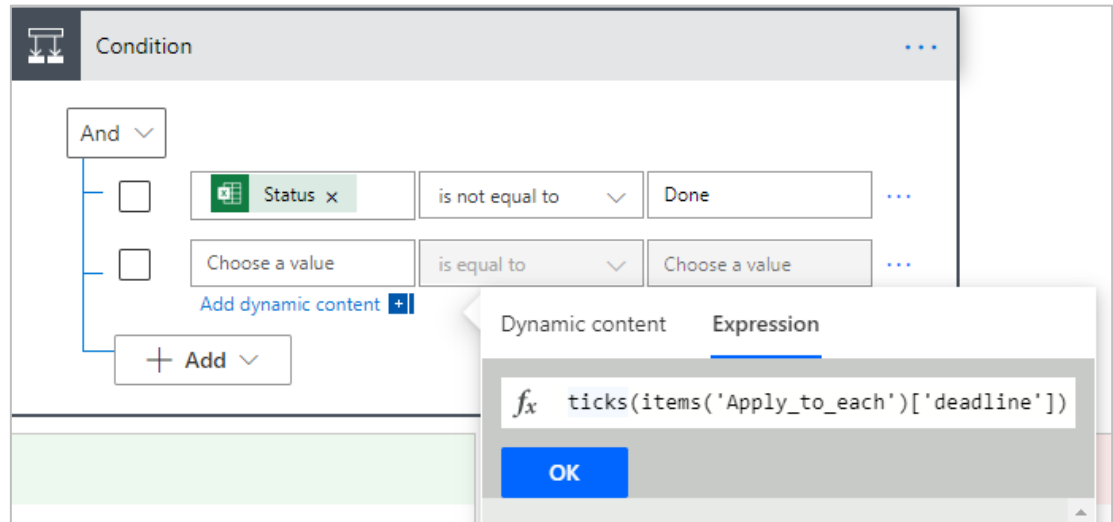 Condition
And
Status
is not equal to
Done
Choose a value
is equal to
Choose a value
Add dynamic content
Add
Dynamic content
Expression
fx ticks(items('Apply_to_each')['deadline'])
OK